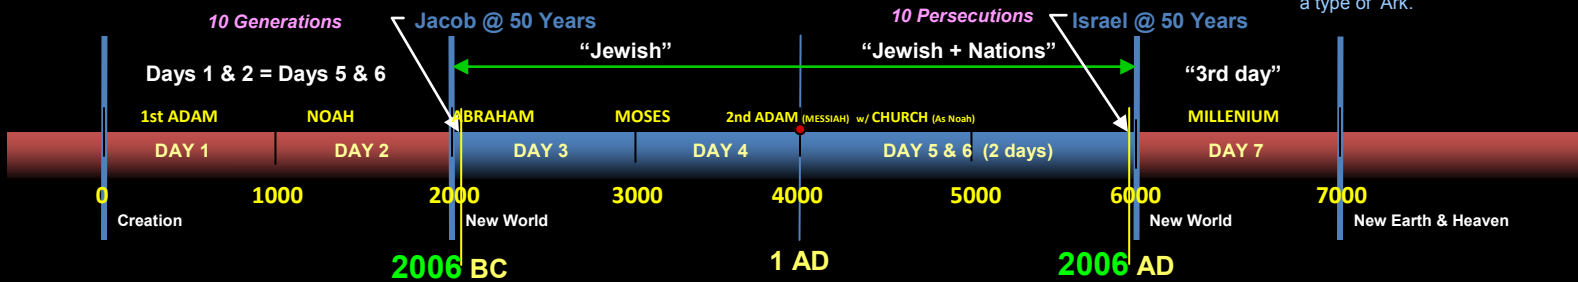 a type of 'Ark.'
10 Generations
Jacob @ 50 Years
10 Persecutions
Israel @ 50 Years
"Jewish"
"Jewish + Nations"
Days 1 & 2 = Days 5 & 6
"3rd day"
1st ADAM
NOAH
ABRAHAM
MOSES
2nd ADAM (MESSIAH) w/ CHURCH (As Noah)
MILLENIUM
DAY 1
DAY 2
DAY 3
DAY 4
DAY 5 & 6 (2 days)
DAY 7
0
1000
2000
3000
4000
5000
6000
7000
Creation
New World
New World
New Earth & Heaven
2006 BC
1 AD
2006 AD